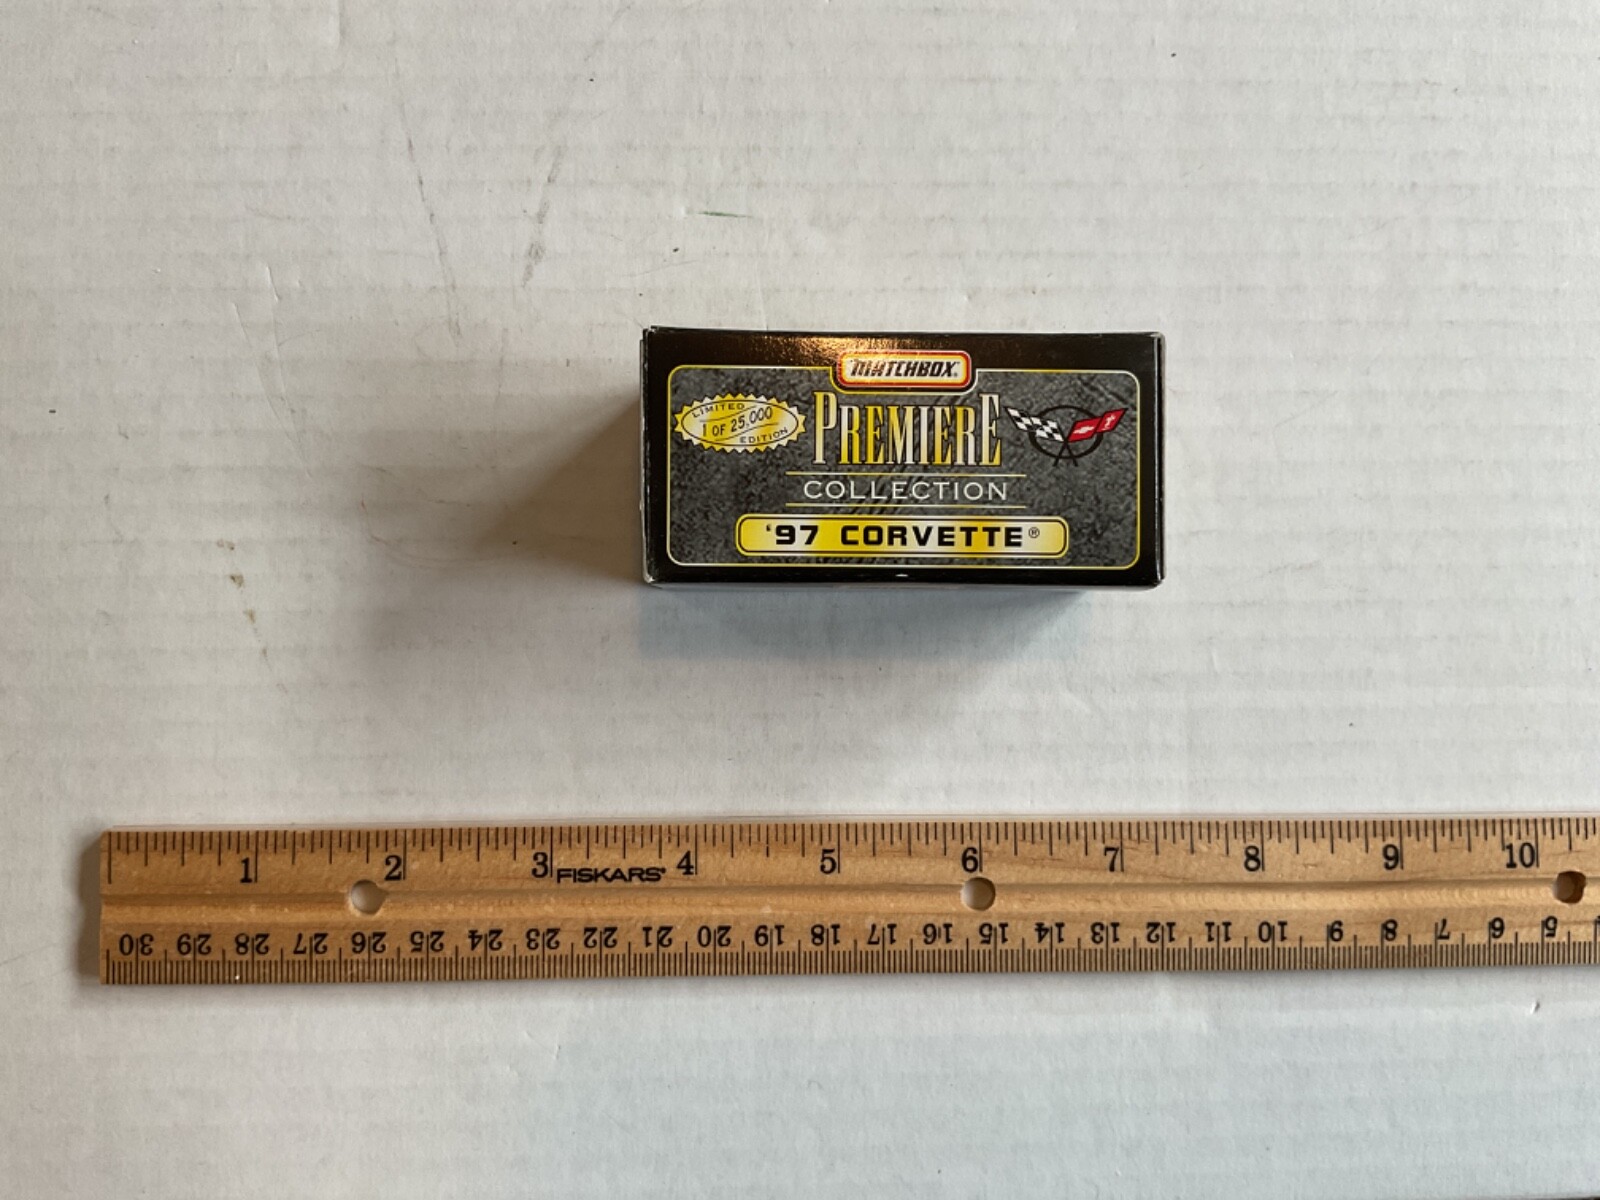 MATCHBOX®
LIMITED
1 OF 25,000
EDITION
PREMIERE
COLLECTION
'97 CORVETTE®
1 2 3 4 5 6 7 8 9 10
FISKARS®
30 29 28 27 26 25 24 23 22 21 20 19 18 17 16 15 14 13 12 11 10 9 8 7 6 5